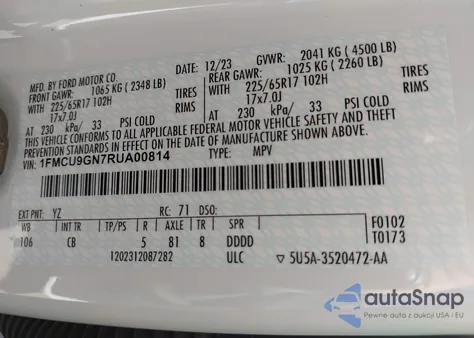 MFD. BY FORD MOTOR CO.
12/23 GVWR: 2041 KG ( 4500 LB)
FRONT GAWR: 1065 KG ( 2348 LB) REAR GAWR: 1025 KG ( 2260 LB)
WITH 225/65R17 102H TIRES WITH 225/65R17 102H TIRES
17x7.0J RIMS 17x7.0J RIMS
AT 230 kPa/ 33 PSI COLD AT 230 kPa/ 33 PSI COLD
THIS VEHICLE CONFORMS TO ALL APPLICABLE FEDERAL MOTOR VEHICLE SAFETY AND THEFT PREVENTION
STANDARDS IN EFFECT ON THE DATE OF MANUFACTURE SHOWN ABOVE.
VIN: 1FMCU9GN7RUA00814 TYPE: MPV
EXT PNT: YZ RC: 71 DSO:
WB INT TR TP/PS R AXLE TR SPR
106 CB 5 81 8 DDDD
F0102
T0173
1202312087282 ULC 5U5A-3520472-AA
autoSnap
Pewne auta z aukcji USA i EU